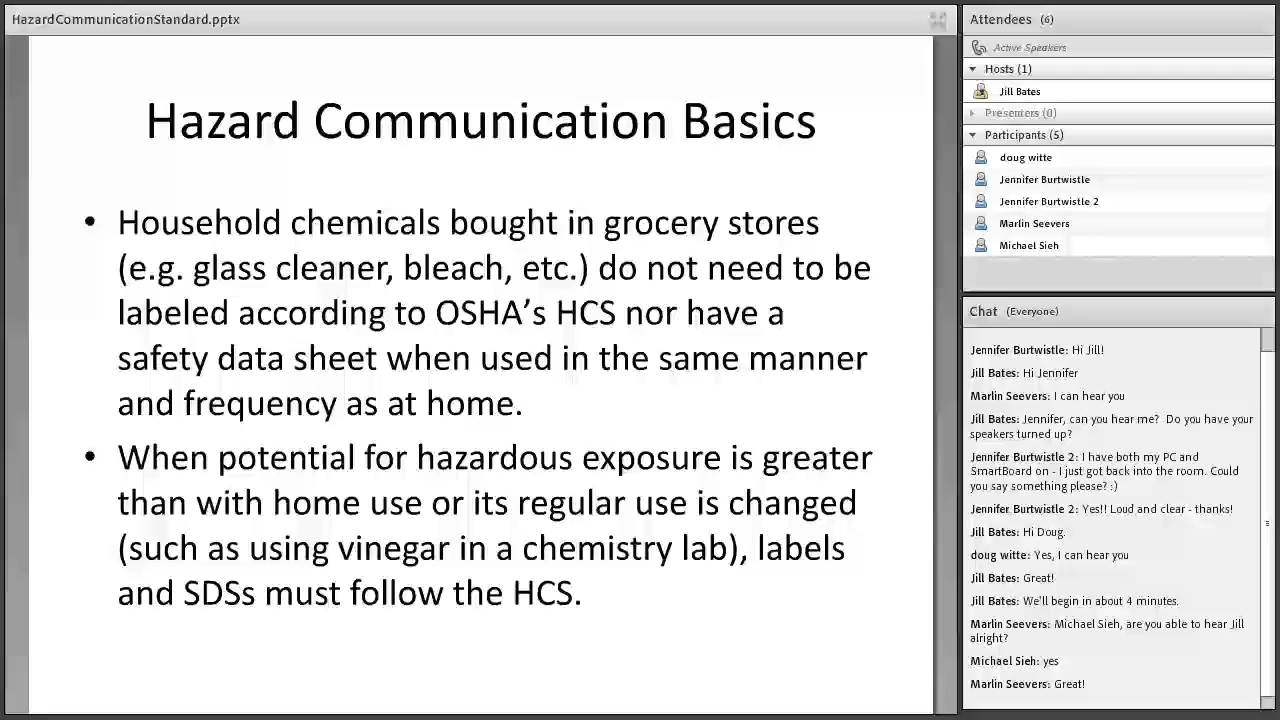 HazardCommunicationStandard.pptx
Hazard Communication Basics
• Household chemicals bought in grocery stores
(e.g. glass cleaner, bleach, etc.) do not need to be
labeled according to OSHA’s HCS nor have a
safety data sheet when used in the same manner
and frequency as at home.
• When potential for hazardous exposure is greater
than with home use or its regular use is changed
(such as using vinegar in a chemistry lab), labels
and SDSs must follow the HCS.
Attendees (6)
Active Speakers
Hosts (1)
Jill Bates
Presenters (0)
Participants (5)
doug witte
Jennifer Burtwistle
Jennifer Burtwistle 2
Marlin Seevers
Michael Sieh
Chat (Everyone)
Jennifer Burtwistle: Hi Jill!
Jill Bates: Hi Jennifer
Marlin Seevers: I can hear you
Jill Bates: Jennifer, can you hear me? Do you have your
speakers turned up?
Jennifer Burtwistle 2: I have both my PC and
SmartBoard on - I just got back into the room. Could
you say something please? :)
Jennifer Burtwistle 2: Yes!! Loud and clear - thanks!
Jill Bates: Hi Doug.
doug witte: Yes, I can hear you
Jill Bates: Great!
Jill Bates: We'll begin in about 4 minutes.
Marlin Seevers: Michael Sieh, are you able to hear Jill
alright?
Michael Sieh: yes
Marlin Seevers: Great!